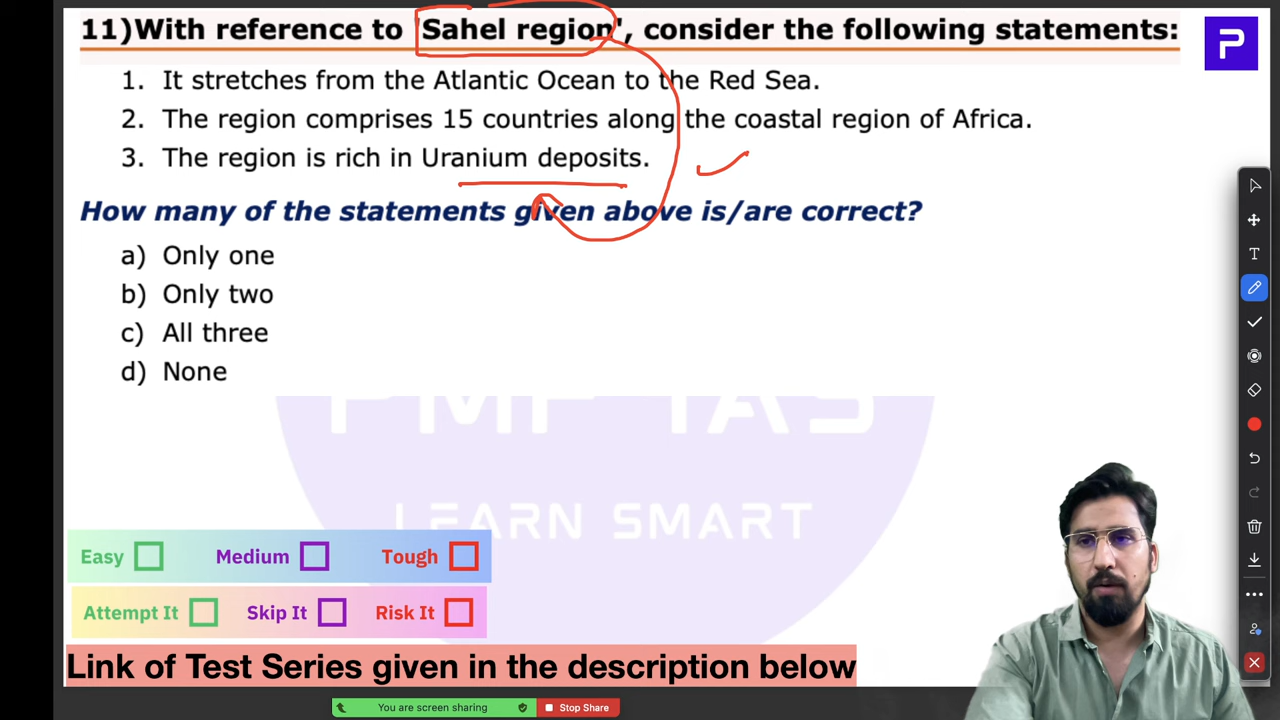 11)With reference to 'Sahel region', consider the following statements:
P
1. It stretches from the Atlantic Ocean to the Red Sea.
2. The region comprises 15 countries along the coastal region of Africa.
3. The region is rich in Uranium deposits.
How many of the statements given above is/are correct?
a) Only one
b) Only two
c) All three
d) None
PMF IAS
LEARN SMART
Easy Medium Tough
Attempt It Skip It Risk It
Link of Test Series given in the description below
You are screen sharing Stop Share
T